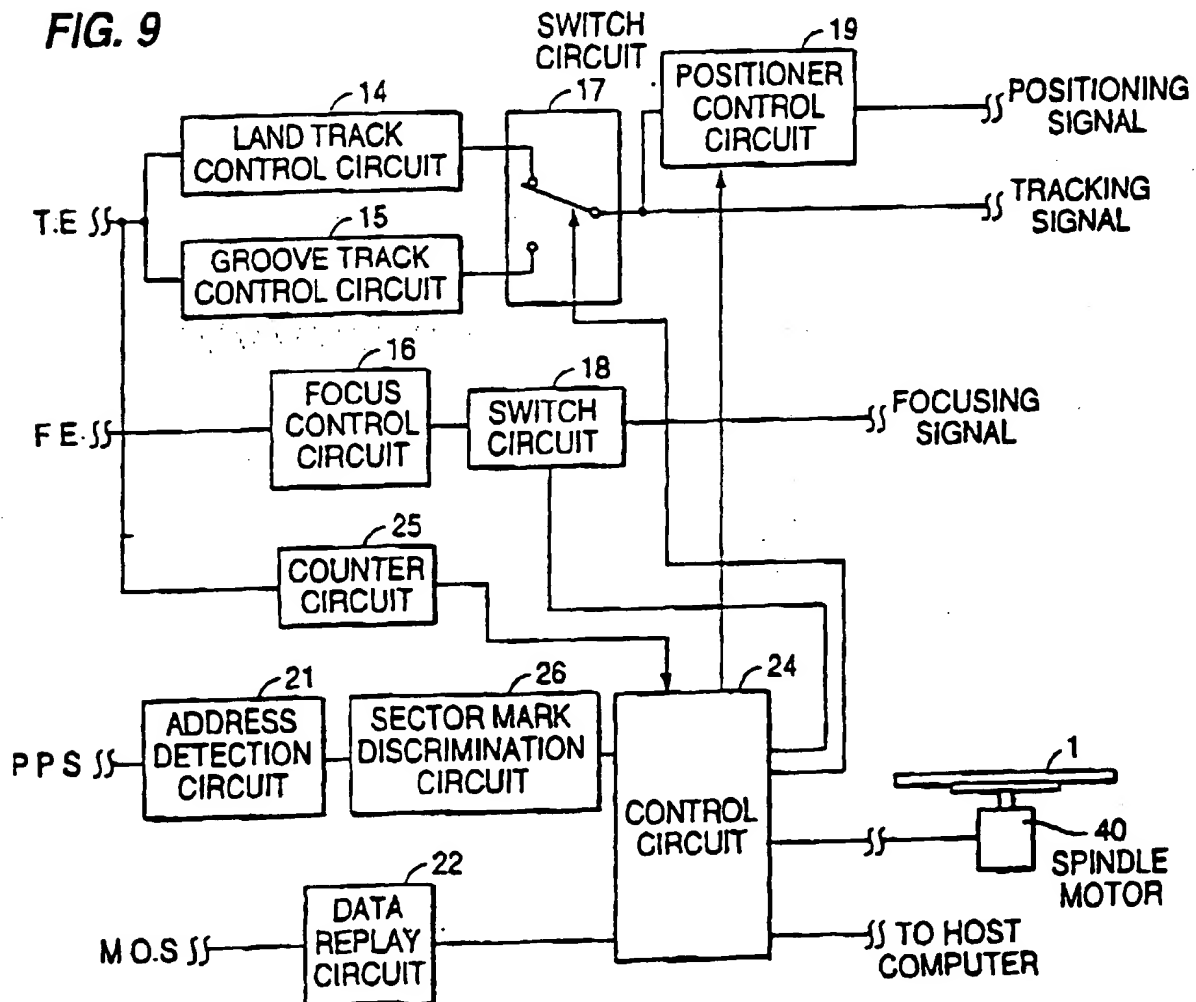 FIG. 9
SWITCH
CIRCUIT
17
14
LAND TRACK
CONTROL CIRCUIT
15
GROOVE TRACK
CONTROL CIRCUIT
19
POSITIONER
CONTROL
CIRCUIT
POSITIONING
SIGNAL
TRACKING
SIGNAL
T.E
16
FOCUS
CONTROL
CIRCUIT
18
SWITCH
CIRCUIT
FOCUSING
SIGNAL
F E.
25
COUNTER
CIRCUIT
21
ADDRESS
DETECTION
CIRCUIT
26
SECTOR MARK
DISCRIMINATION
CIRCUIT
24
CONTROL
CIRCUIT
P P S
1
40
SPINDLE
MOTOR
22
DATA
REPLAY
CIRCUIT
M O.S
TO HOST
COMPUTER